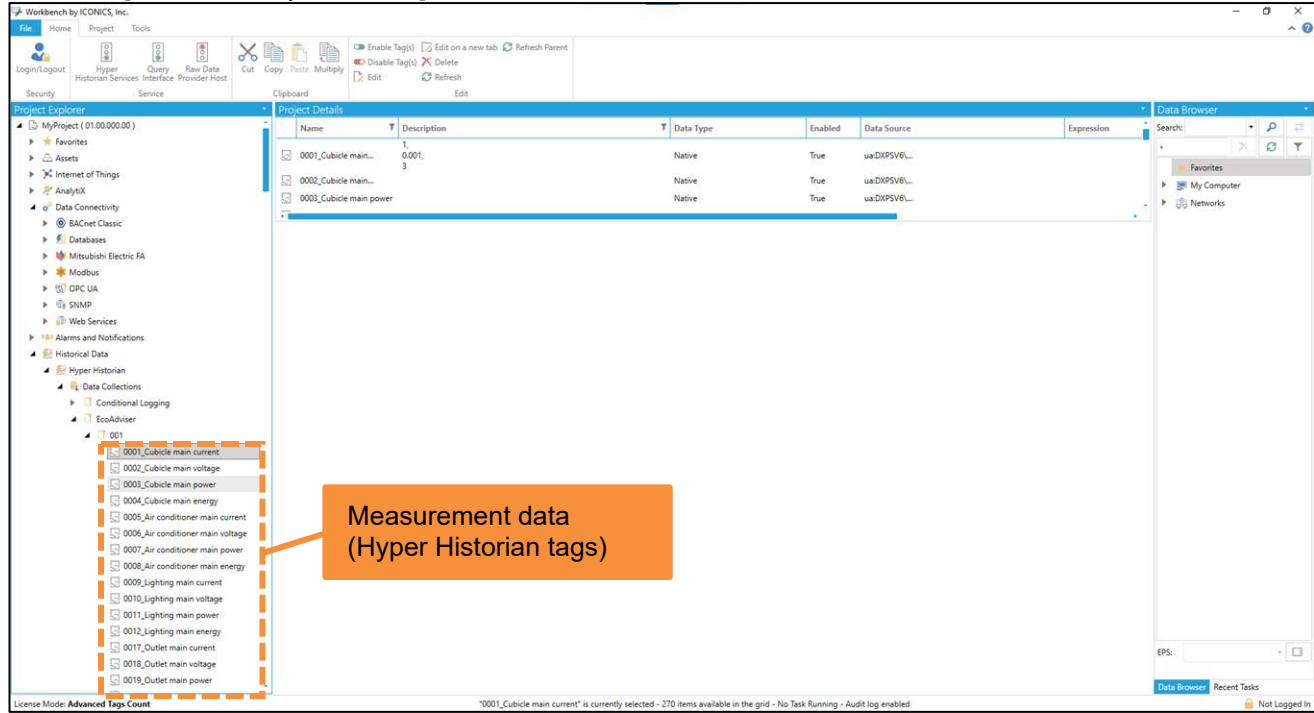 Workbench by ICONICS, Inc.
File Home Project Tools
Login/Logout
Hyper Historian Services
Query Interface
Raw Data Provider Host
Cut Copy Paste Multiply
Enable Tag(s) Edit on a new tab Refresh Parent
Disable Tag(s) Delete
Edit Refresh
Security Service Clipboard Edit
Project Explorer
MyProject ( 01.00.000.00 )
Favorites
Assets
Internet of Things
AnalytiX
Data Connectivity
BACnet Classic
Databases
Mitsubishi Electric FA
Modbus
OPC UA
SNMP
Web Services
Alarms and Notifications
Historical Data
Hyper Historian
Data Collections
Conditional Logging
EcoAdviser
001
0001_Cubicle main current
0002_Cubicle main voltage
0003_Cubicle main power
0004_Cubicle main energy
0005_Air conditioner main current
0006_Air conditioner main voltage
0007_Air conditioner main power
0008_Air conditioner main energy
0009_Lighting main current
0010_Lighting main voltage
0011_Lighting main power
0012_Lighting main energy
0017_Outlet main current
0018_Outlet main voltage
0019_Outlet main power
Project Details
Name Description Data Type Enabled Data Source Expression
1,
0001_Cubicle main... 0.001, Native True ua:DXPSV6\...
3
0002_Cubicle main... Native True ua:DXPSV6\...
0003_Cubicle main power Native True ua:DXPSV6\...
Measurement data
(Hyper Historian tags)
Data Browser
Search:
Favorites
My Computer
Networks
EPS:
Data Browser Recent Tasks
License Mode: Advanced Tags Count
"0001_Cubicle main current" is currently selected - 270 items available in the grid - No Task Running - Audit log enabled
Not Logged In